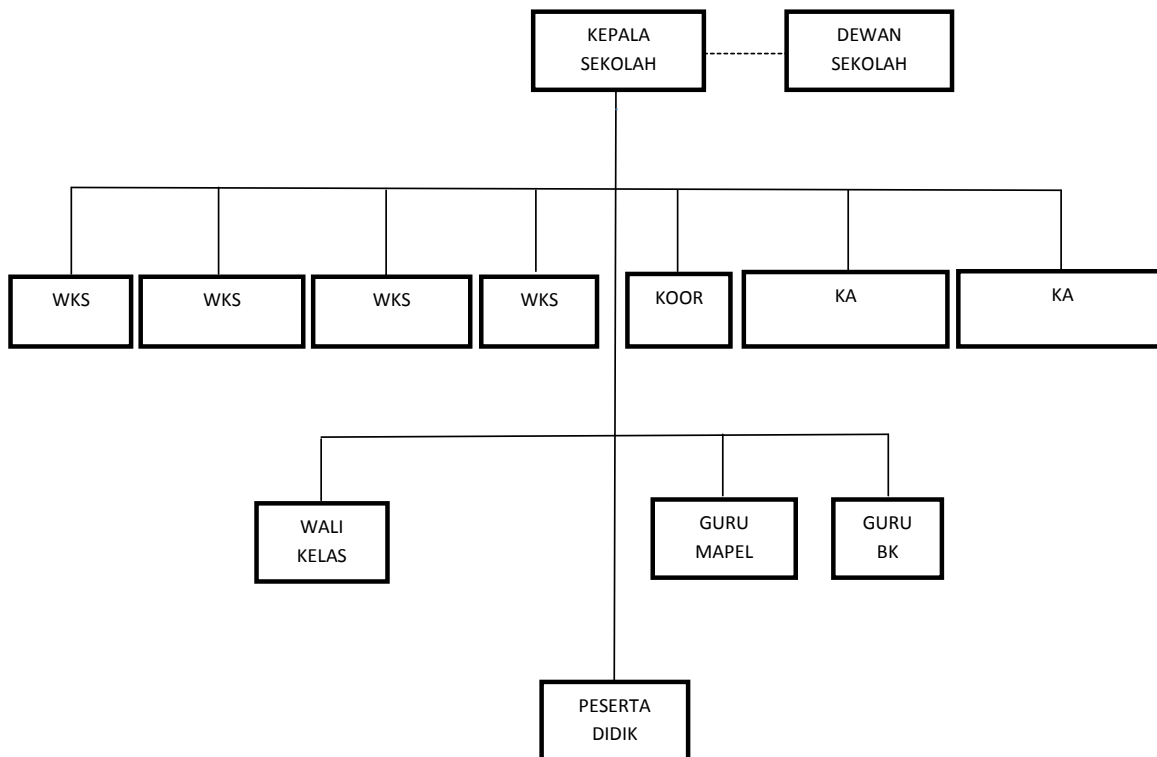 KEPALA
SEKOLAH
DEWAN
SEKOLAH
WKS
WKS
WKS
WKS
KOOR
KA
KA
WALI
KELAS
GURU
MAPEL
GURU
BK
PESERTA
DIDIK